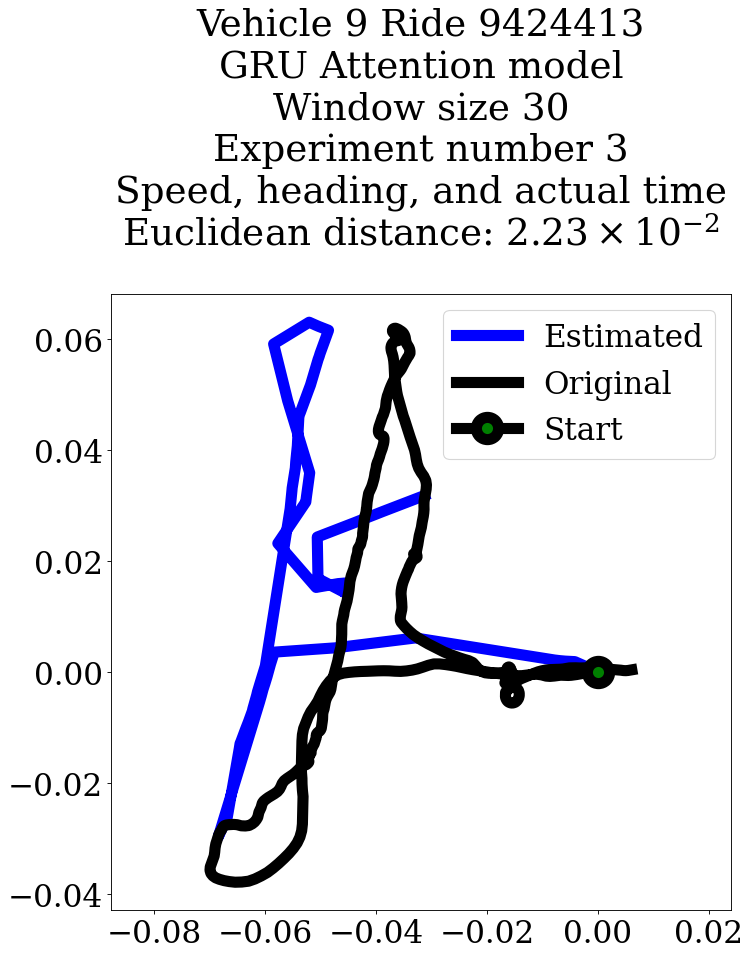 Vehicle 9 Ride 9424413
GRU Attention model
Window size 30
Experiment number 3
Speed, heading, and actual time
Euclidean distance: 2.23 × 10⁻²
Estimated
Original
Start
0.06
0.04
0.02
0.00
−0.02
−0.04
−0.08 −0.06 −0.04 −0.02 0.00 0.02